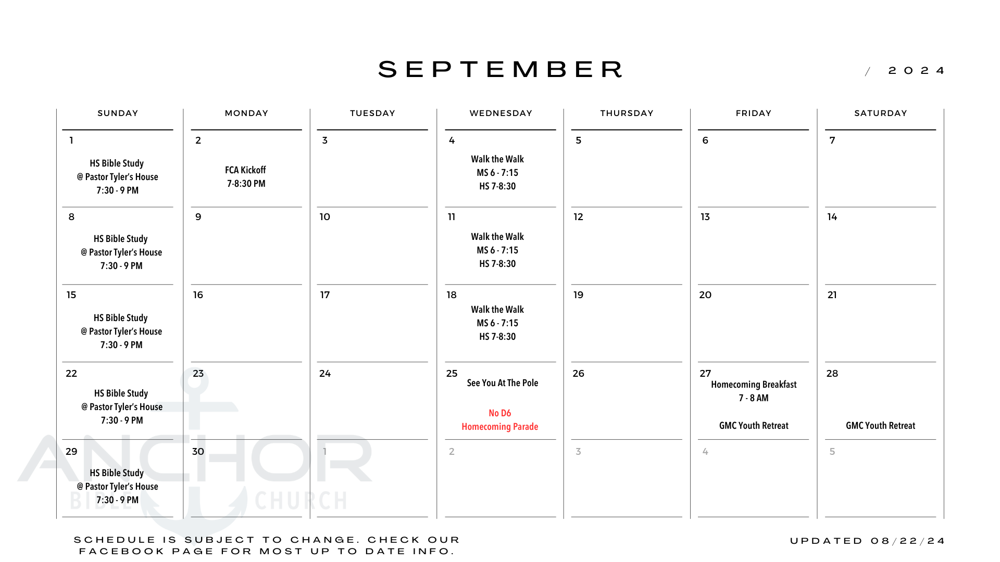 SEPTEMBER
/ 2024
SUNDAY
MONDAY
TUESDAY
WEDNESDAY
THURSDAY
FRIDAY
SATURDAY
1
HS Bible Study
@ Pastor Tyler's House
7:30 - 9 PM
2
FCA Kickoff
7-8:30 PM
3
4
Walk the Walk
MS 6 - 7:15
HS 7-8:30
5
6
7
8
HS Bible Study
@ Pastor Tyler's House
7:30 - 9 PM
9
10
11
Walk the Walk
MS 6 - 7:15
HS 7-8:30
12
13
14
15
HS Bible Study
@ Pastor Tyler's House
7:30 - 9 PM
16
17
18
Walk the Walk
MS 6 - 7:15
HS 7-8:30
19
20
21
22
HS Bible Study
@ Pastor Tyler's House
7:30 - 9 PM
23
24
25
See You At The Pole
No D6
Homecoming Parade
26
27
Homecoming Breakfast
7 - 8 AM
GMC Youth Retreat
28
GMC Youth Retreat
29
HS Bible Study
@ Pastor Tyler's House
7:30 - 9 PM
30
1
2
3
4
5
ANCHOR
BIBLE CHURCH
SCHEDULE IS SUBJECT TO CHANGE. CHECK OUR
FACEBOOK PAGE FOR MOST UP TO DATE INFO.
UPDATED 08/22/24